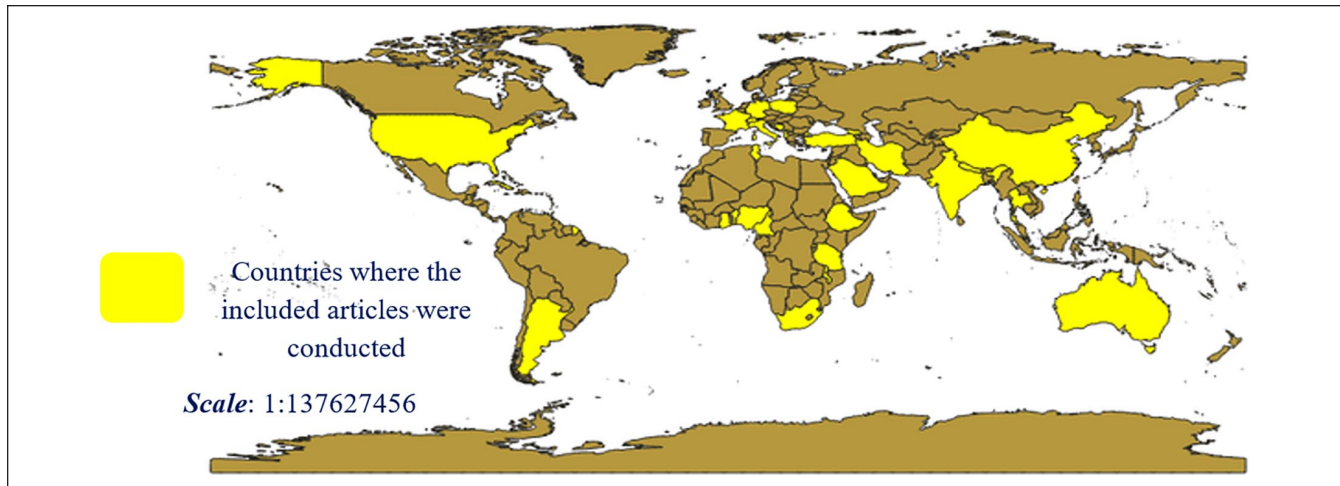 Countries where the
included articles were
conducted
Scale: 1:137627456